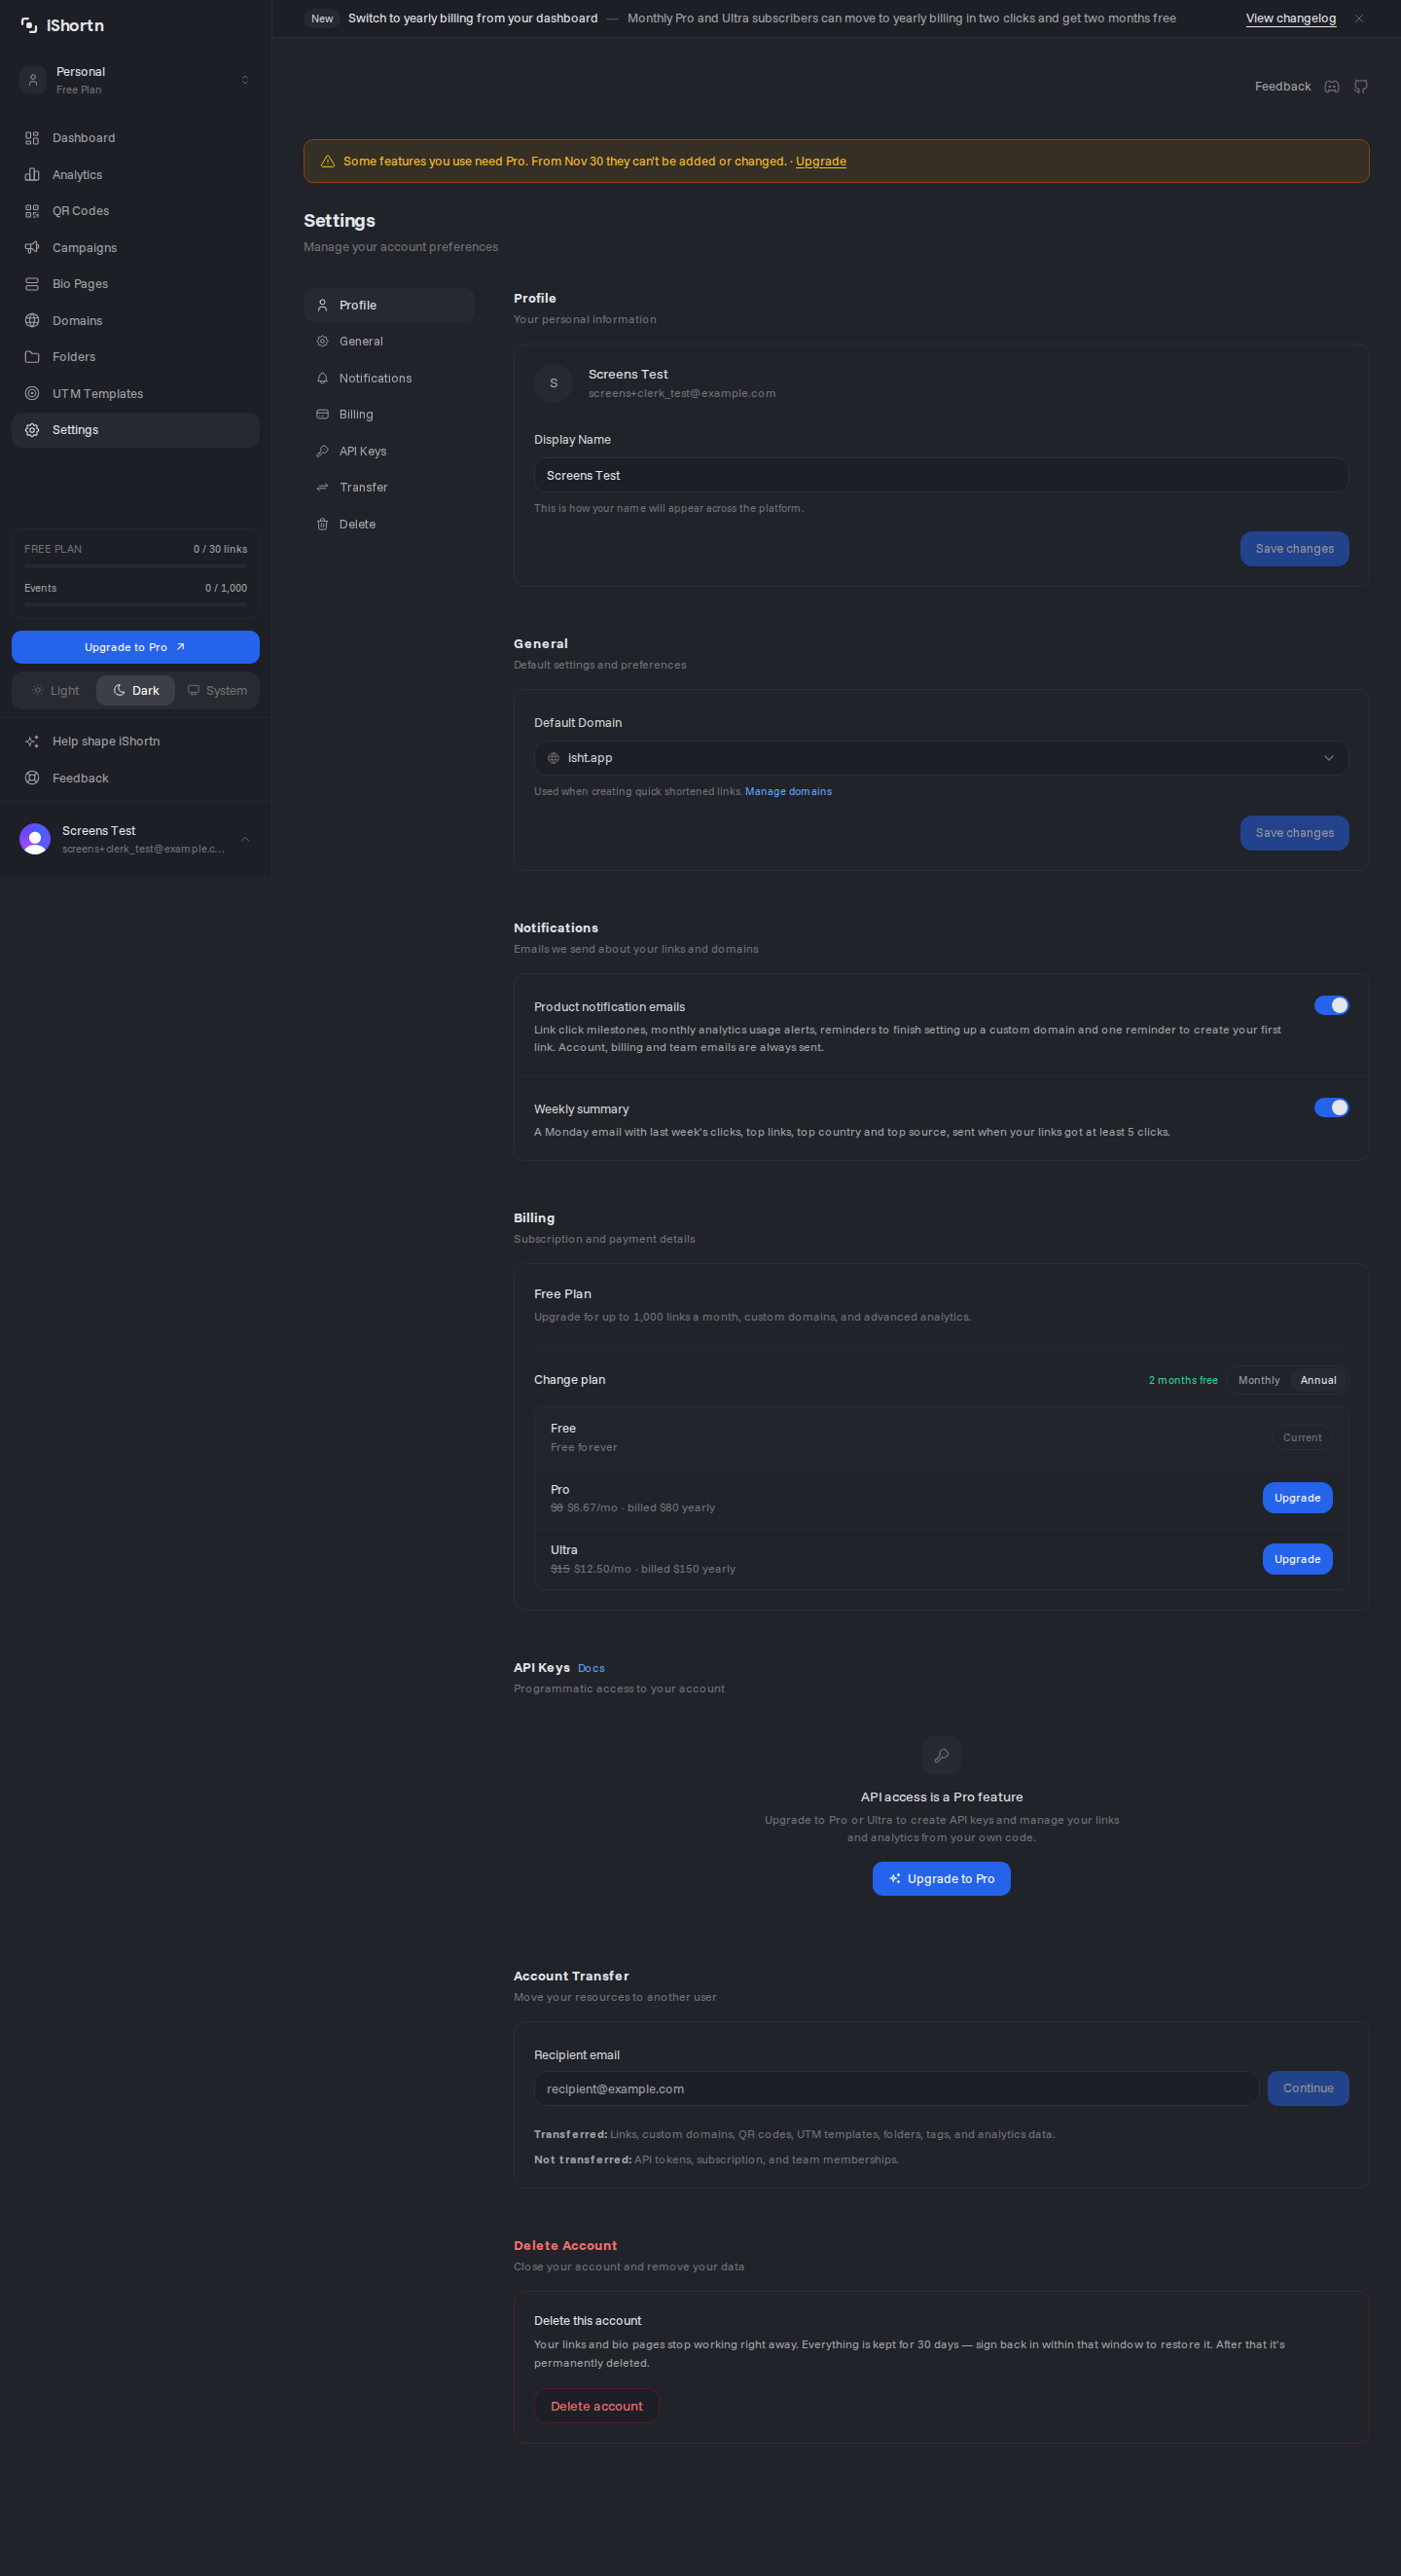 iShortn
Personal
Free Plan
Dashboard
Analytics
QR Codes
Campaigns
Bio Pages
Domains
Folders
UTM Templates
Settings
FREE PLAN 0 / 30 links
Events 0 / 1,000
Upgrade to Pro
Light Dark System
Help shape iShortn
Feedback
Screens Test
screens+clerk_test@example.c...
New Switch to yearly billing from your dashboard — Monthly Pro and Ultra subscribers can move to yearly billing in two clicks and get two months free View changelog
Feedback
Some features you use need Pro. From Nov 30 they can't be added or changed. · Upgrade
Settings
Manage your account preferences
Profile
General
Notifications
Billing
API Keys
Transfer
Delete
Profile
Your personal information
S
Screens Test
screens+clerk_test@example.com
Display Name
Screens Test
This is how your name will appear across the platform.
Save changes
General
Default settings and preferences
Default Domain
isht.app
Used when creating quick shortened links. Manage domains
Save changes
Notifications
Emails we send about your links and domains
Product notification emails
Link click milestones, monthly analytics usage alerts, reminders to finish setting up a custom domain and one reminder to create your first
link. Account, billing and team emails are always sent.
Weekly summary
A Monday email with last week's clicks, top links, top country and top source, sent when your links got at least 5 clicks.
Billing
Subscription and payment details
Free Plan
Upgrade for up to 1,000 links a month, custom domains, and advanced analytics.
Change plan 2 months free Monthly Annual
Free
Free forever
Current
Pro
$8 $6.67/mo · billed $80 yearly
Upgrade
Ultra
$15 $12.50/mo · billed $150 yearly
Upgrade
API Keys Docs
Programmatic access to your account
API access is a Pro feature
Upgrade to Pro or Ultra to create API keys and manage your links
and analytics from your own code.
Upgrade to Pro
Account Transfer
Move your resources to another user
Recipient email
recipient@example.com
Continue
Transferred: Links, custom domains, QR codes, UTM templates, folders, tags, and analytics data.
Not transferred: API tokens, subscription, and team memberships.
Delete Account
Close your account and remove your data
Delete this account
Your links and bio pages stop working right away. Everything is kept for 30 days — sign back in within that window to restore it. After that it's
permanently deleted.
Delete account